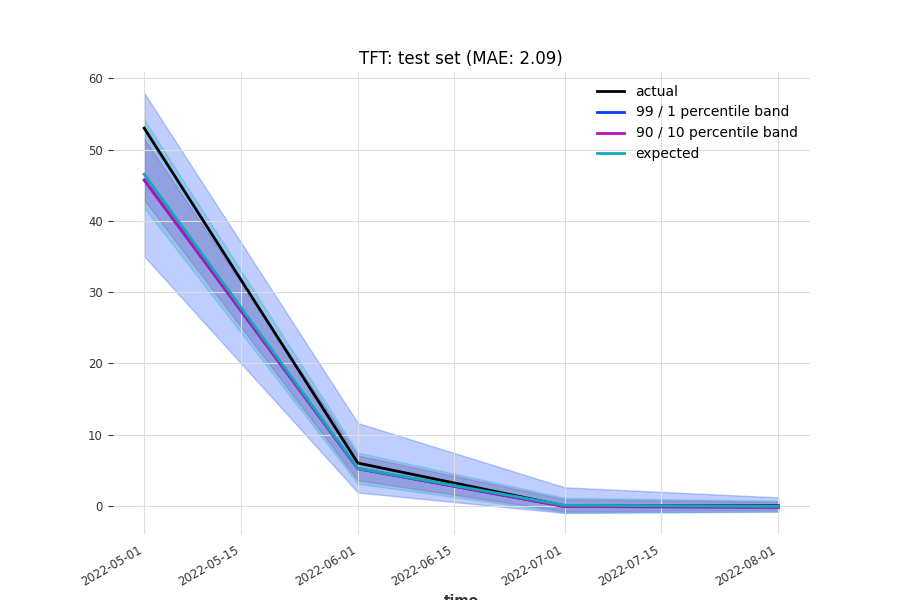 TFT: test set (MAE: 2.09)
60
50
40
30
20
10
0
actual
99 / 1 percentile band
90 / 10 percentile band
expected
2022-05-01
2022-05-15
2022-06-01
2022-06-15
2022-07-01
2022-07-15
2022-08-01
time